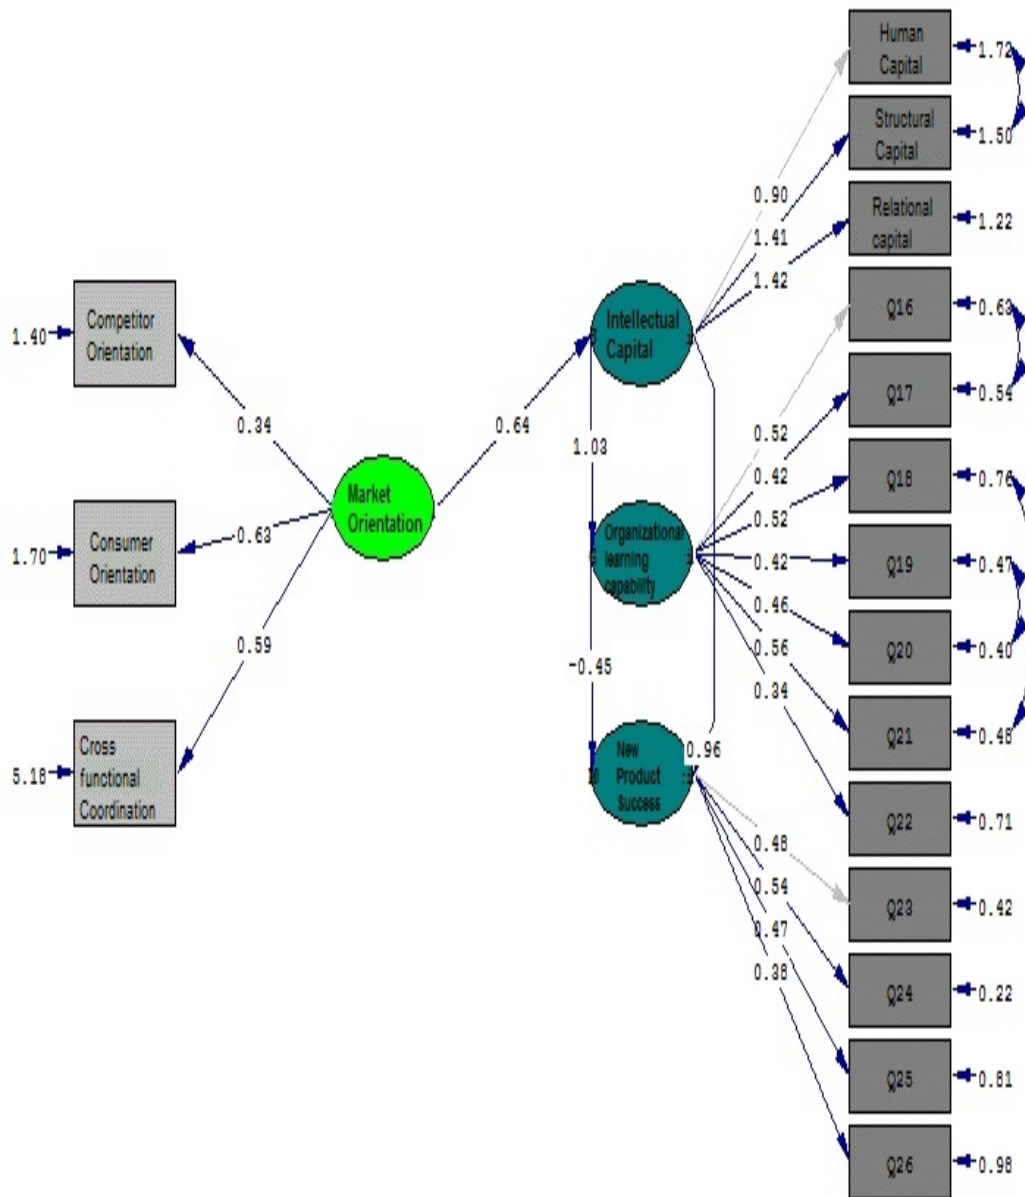 Human
Capital
1.72
Structural
Capital
1.50
0.90
Relational
capital
1.22
1.41
1.42
Q16
0.63
Competitor
Orientation
1.40
Intellectual
Capital
Q17
0.54
0.34
0.64
0.52
1.03
0.42
Q18
0.76
Market
Orientation
0.52
Consumer
Orientation
1.70
0.63
Organizational
learning
capability
0.42
Q19
0.47
0.46
0.59
0.56
Q20
0.40
-0.45
0.34
Q21
0.48
Cross
functional
Coordination
5.18
New
Product
Success
0.96
Q22
0.71
0.48
0.54
Q23
0.42
0.47
0.38
Q24
0.22
Q25
0.81
Q26
0.98